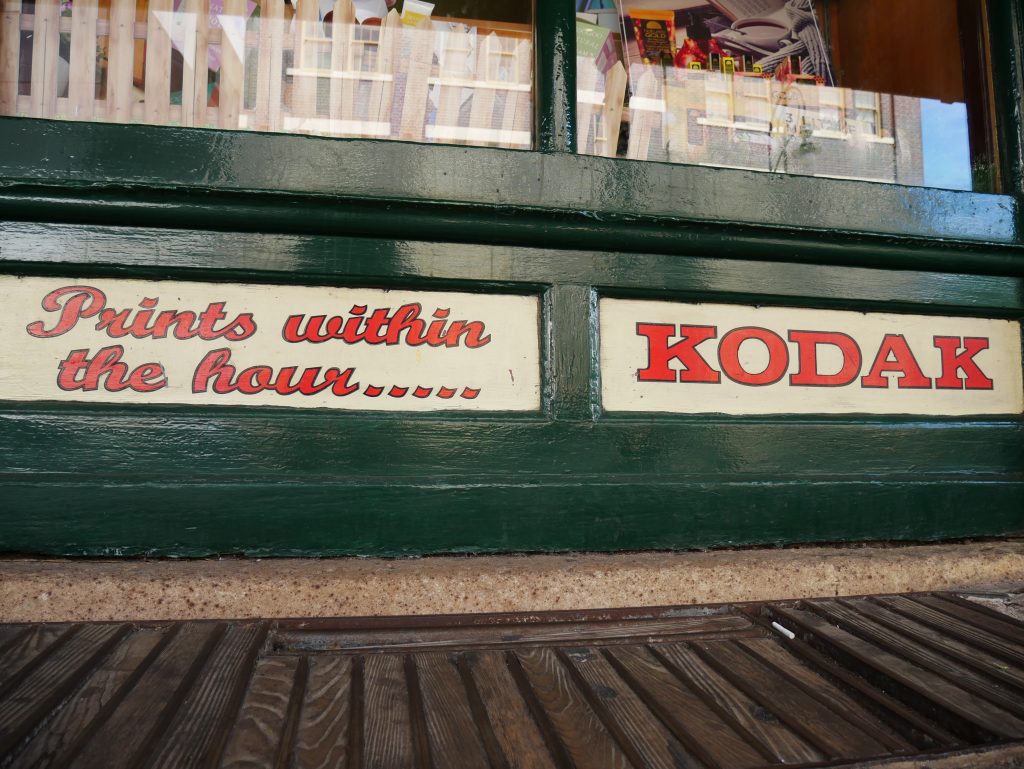 Prints within
the hour.....
KODAK